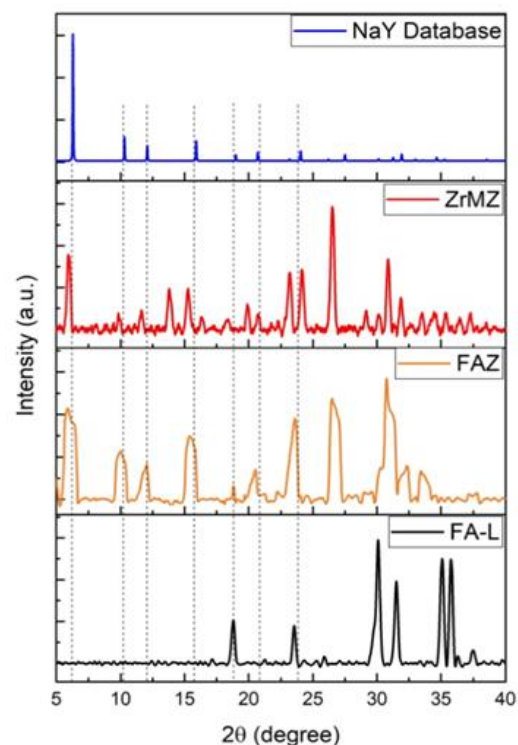 NaY Database
ZrMZ
FAZ
FA-L
Intensity (a.u.)
5 10 15 20 25 30 35 40
2θ (degree)